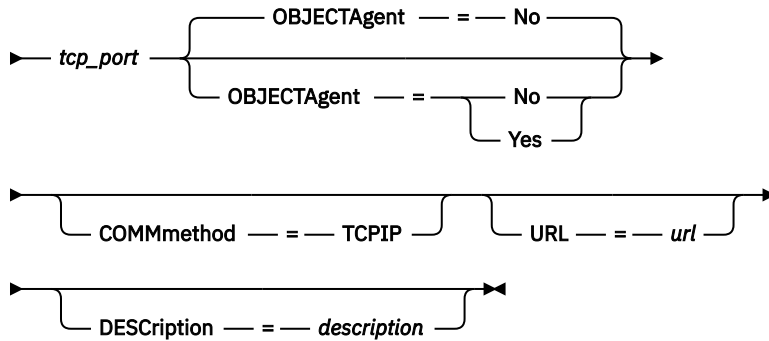 OBJECTAgent = No
tcp_port
OBJECTAgent = No
Yes
COMMmethod = TCPIP URL = url
DESCription = description